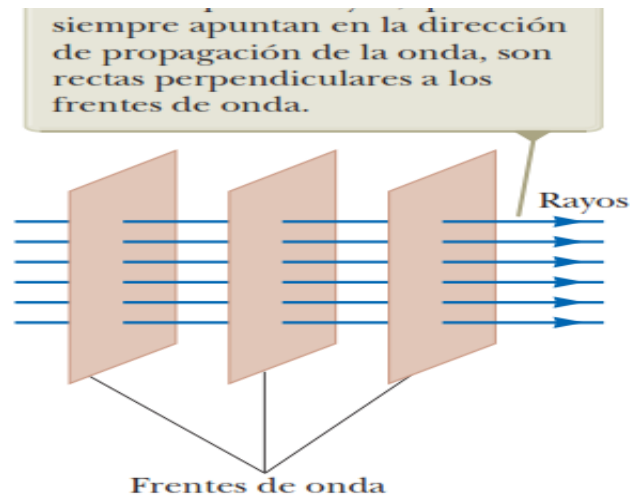 siempre apuntan en la dirección
de propagación de la onda, son
rectas perpendiculares a los
frentes de onda.
Rayos
Frentes de onda